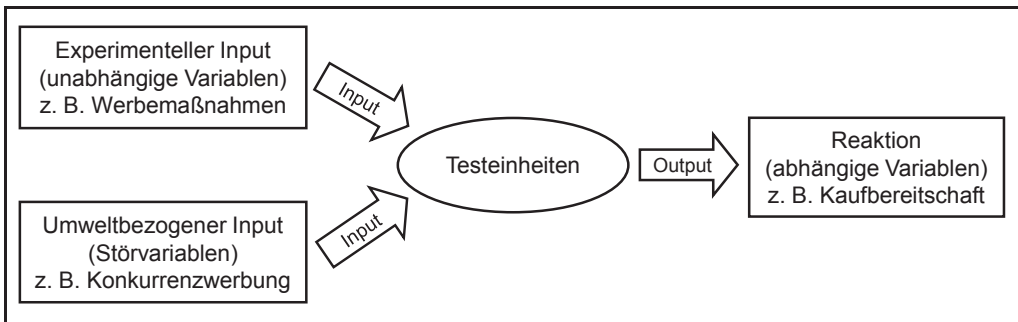 Experimenteller Input
(unabhängige Variablen)
z. B. Werbemaßnahmen
Input
Umweltbezogener Input
(Störvariablen)
z. B. Konkurrenzwerbung
Input
Testeinheiten
Output
Reaktion
(abhängige Variablen)
z. B. Kaufbereitschaft